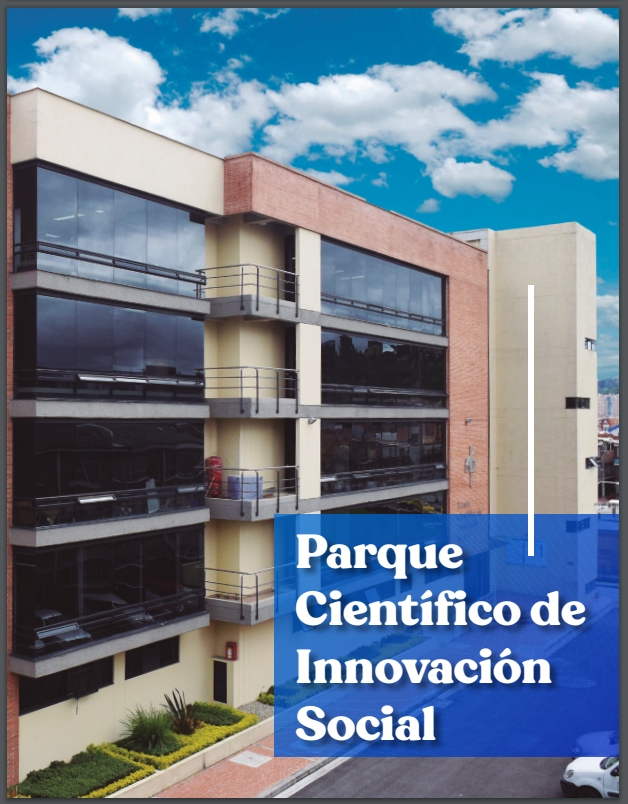 Parque
Científico de
Innovación
Social